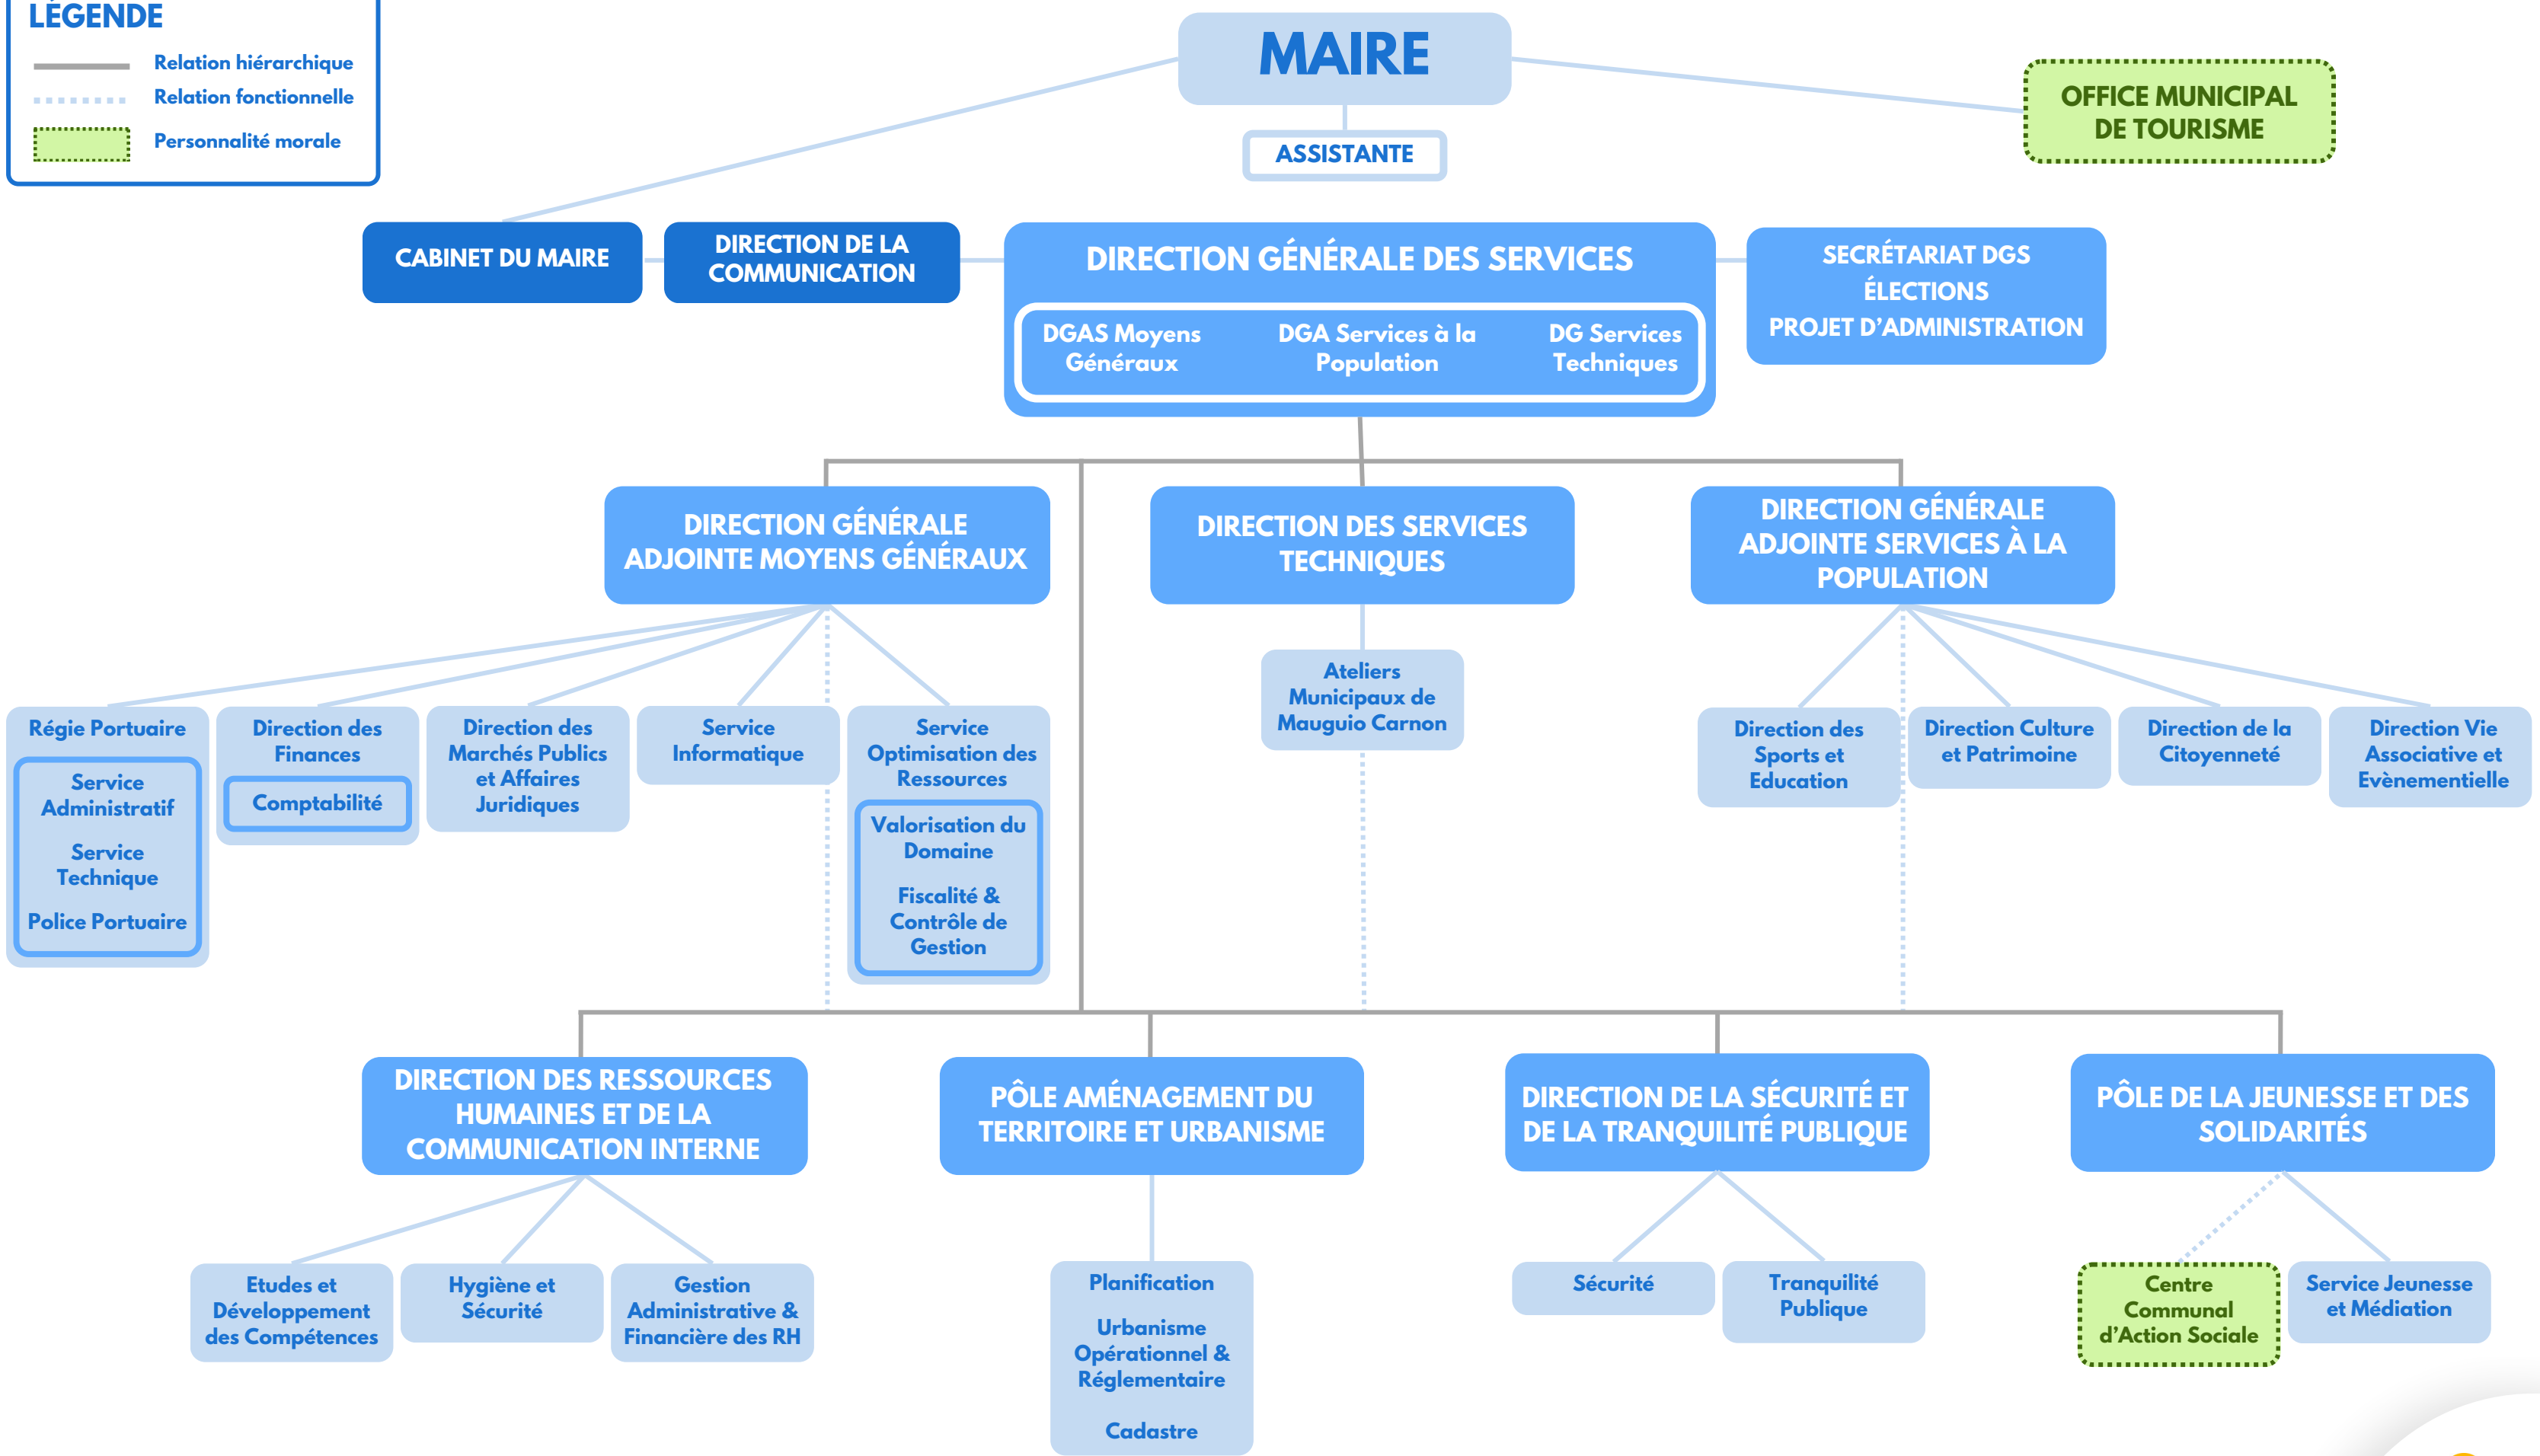 LÉGENDE
Relation hiérarchique
Relation fonctionnelle
Personnalité morale
MAIRE
ASSISTANTE
OFFICE MUNICIPAL
DE TOURISME
CABINET DU MAIRE
DIRECTION DE LA
COMMUNICATION
DIRECTION GÉNÉRALE DES SERVICES
DGAS Moyens
Généraux
DGA Services à la
Population
DG Services
Techniques
SECRÉTARIAT DGS
ÉLECTIONS
PROJET D’ADMINISTRATION
DIRECTION GÉNÉRALE
ADJOINTE MOYENS GÉNÉRAUX
DIRECTION DES SERVICES
TECHNIQUES
DIRECTION GÉNÉRALE
ADJOINTE SERVICES À LA
POPULATION
Régie Portuaire
Service
Administratif
Service
Technique
Police Portuaire
Direction des
Finances
Comptabilité
Direction des
Marchés Publics
et Affaires
Juridiques
Service
Informatique
Service
Optimisation des
Ressources
Valorisation du
Domaine
Fiscalité &
Contrôle de
Gestion
Ateliers
Municipaux de
Mauguio Carnon
Direction des
Sports et
Education
Direction Culture
et Patrimoine
Direction de la
Citoyenneté
Direction Vie
Associative et
Evènementielle
DIRECTION DES RESSOURCES
HUMAINES ET DE LA
COMMUNICATION INTERNE
PÔLE AMÉNAGEMENT DU
TERRITOIRE ET URBANISME
DIRECTION DE LA SÉCURITÉ ET
DE LA TRANQUILITÉ PUBLIQUE
PÔLE DE LA JEUNESSE ET DES
SOLIDARITÉS
Etudes et
Développement
des Compétences
Hygiène et
Sécurité
Gestion
Administrative &
Financière des RH
Planification
Urbanisme
Opérationnel &
Réglementaire
Cadastre
Sécurité
Tranquilité
Publique
Centre
Communal
d’Action Sociale
Service Jeunesse
et Médiation